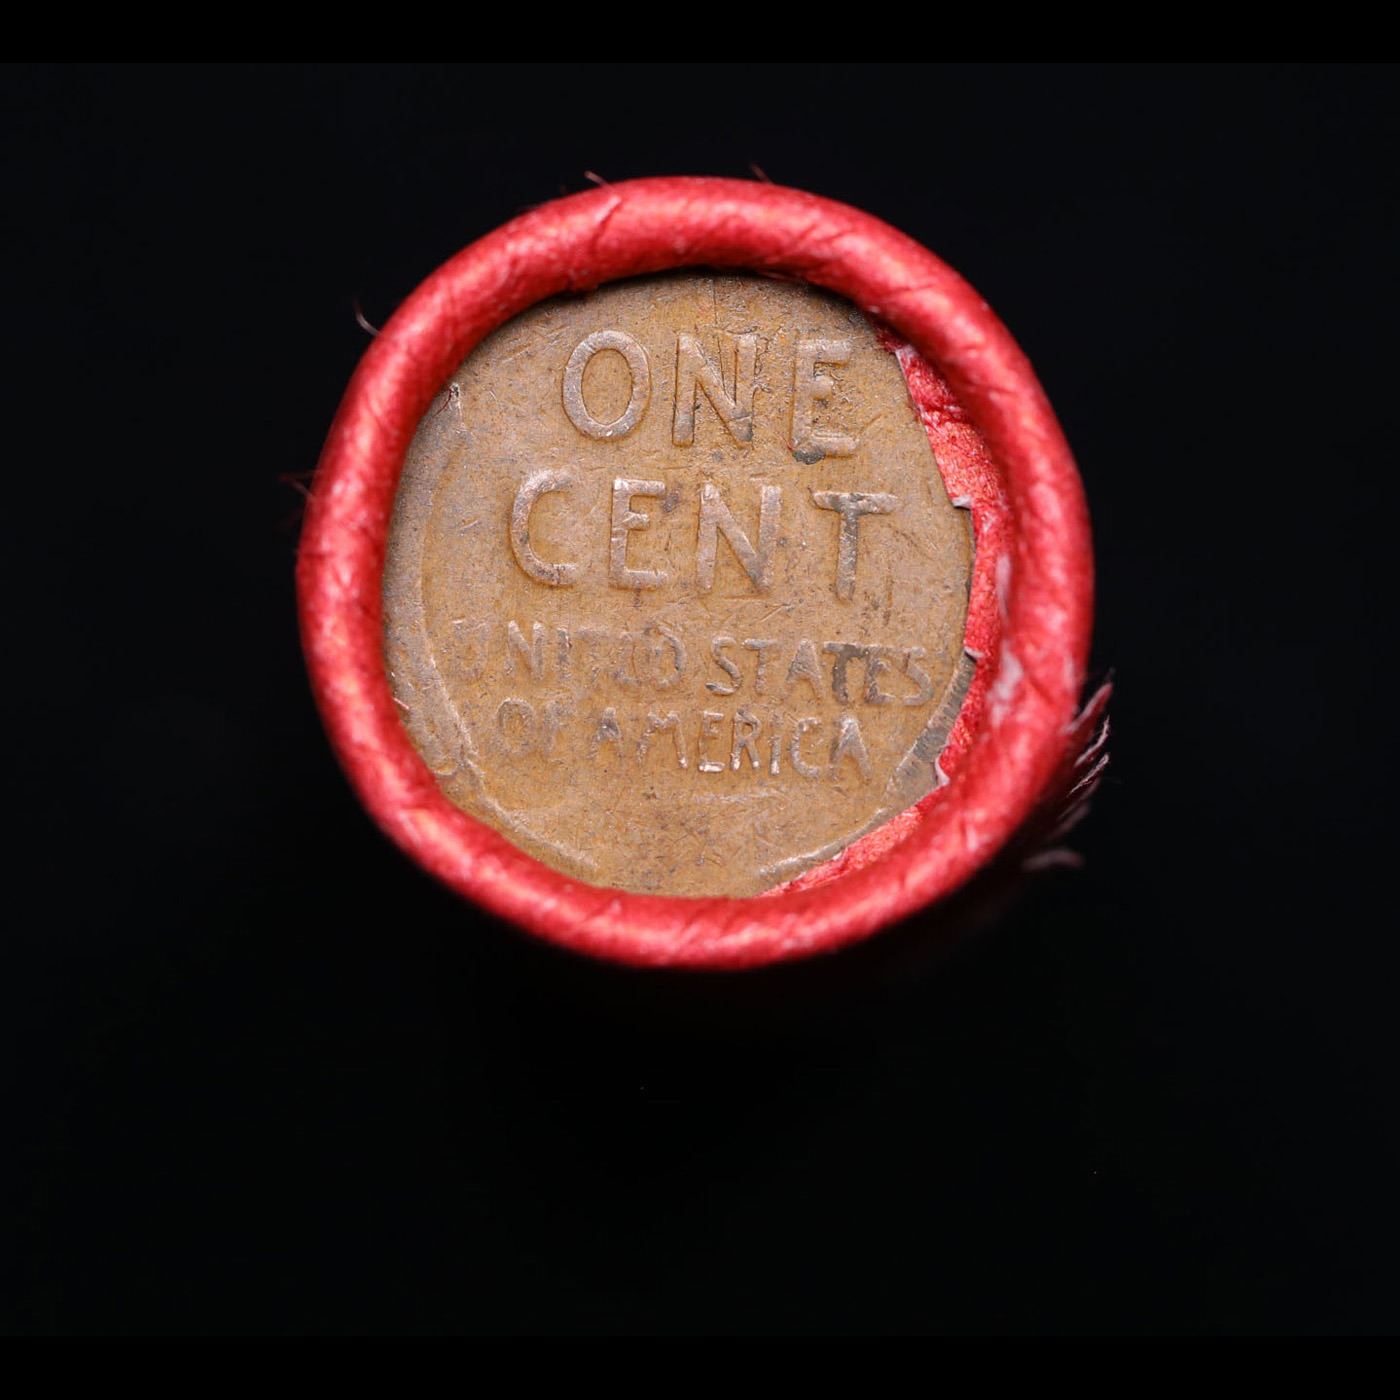 ONE
CENT
UNITED STATES
OF AMERICA